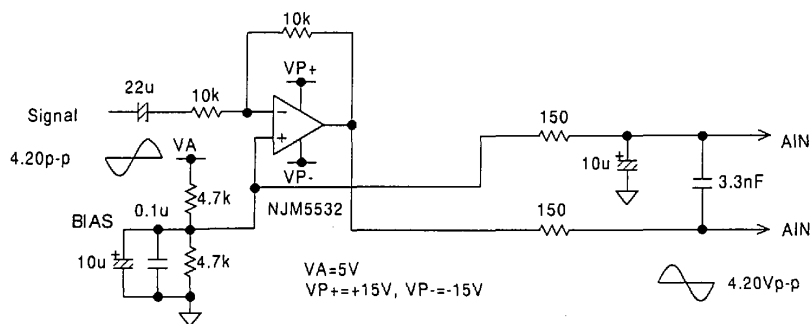 10k
VP+
22u
10k
Signal
−
+
4.20p-p
VA
VP-
NJM5532
4.7k
0.1u
BIAS
10u
+
4.7k
VA=5V
VP+=+15V, VP-=-15V
150
AIN
10u
+
3.3nF
150
AIN
4.20Vp-p